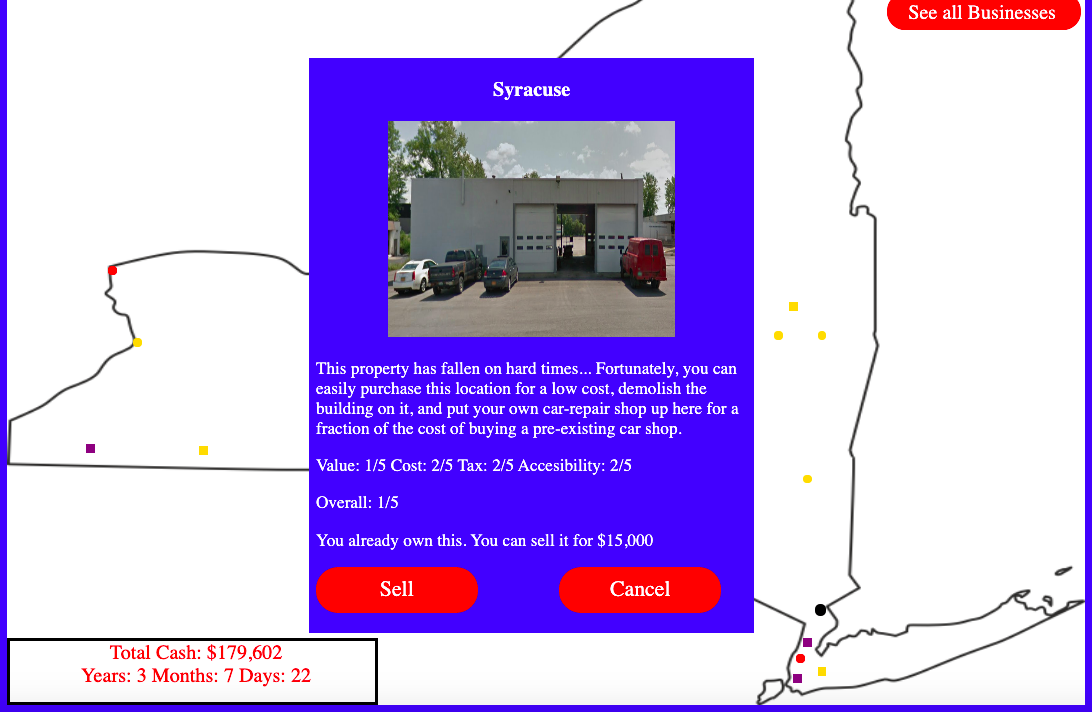 See all Businesses
Syracuse
This property has fallen on hard times... Fortunately, you can
easily purchase this location for a low cost, demolish the
building on it, and put your own car-repair shop up here for a
fraction of the cost of buying a pre-existing car shop.
Value: 1/5 Cost: 2/5 Tax: 2/5 Accesibility: 2/5
Overall: 1/5
You already own this. You can sell it for $15,000
Sell
Cancel
Total Cash: $179,602
Years: 3 Months: 7 Days: 22